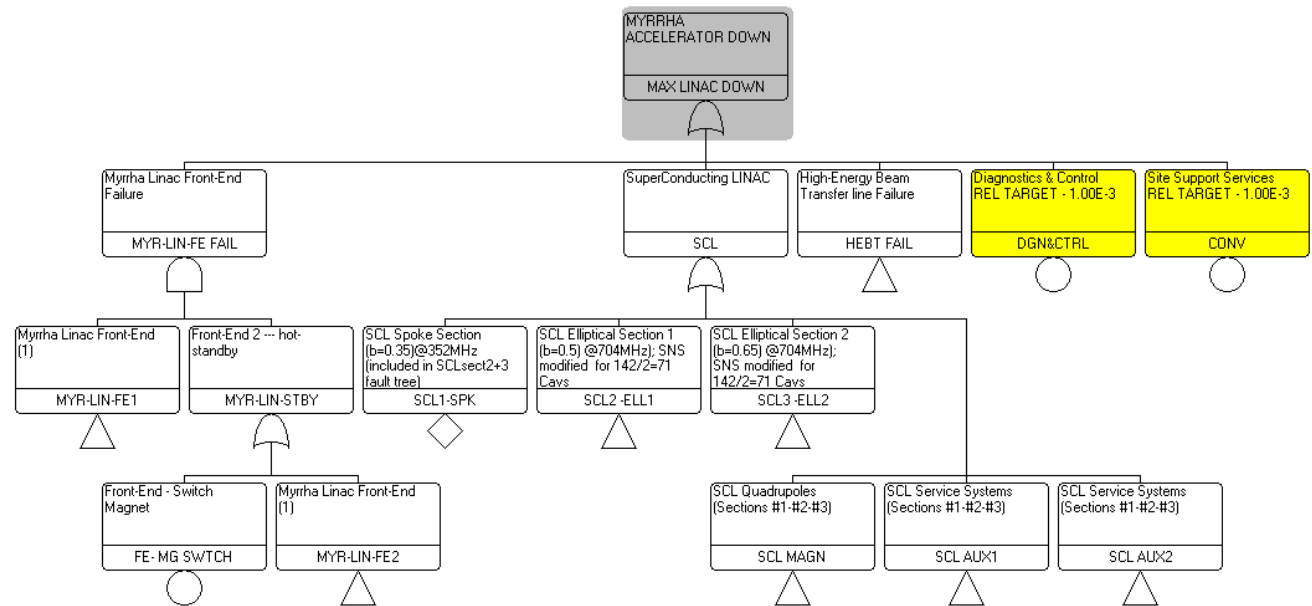 MYRRHA
ACCELERATOR DOWN
MAX LINAC DOWN
Myrrha Linac Front-End
Failure
MYR-LIN-FE FAIL
SuperConducting LINAC
SCL
High-Energy Beam
Transfer line Failure
HEBT FAIL
Diagnostics & Control
REL TARGET - 1.00E-3
DGN&CTRL
Site Support Services
REL TARGET - 1.00E-3
CONV
Myrrha Linac Front-End
(1)
MYR-LIN-FE1
Front-End 2 --- hot-
standby
MYR-LIN-STBY
SCL Spoke Section
(b=0.35)@352MHz
(included in SCLsect2+3
fault tree)
SCL1-SPK
SCL Elliptical Section 1
(b=0.5) @704MHz); SNS
modified for 142/2=71
Cavs
SCL2 -ELL1
SCL Elliptical Section 2
(b=0.65) @704MHz);
SNS modified for
142/2=71 Cavs
SCL3 -ELL2
Front-End - Switch
Magnet
FE- MG SWTCH
Myrrha Linac Front-End
(1)
MYR-LIN-FE2
SCL Quadrupoles
(Sections #1-#2-#3)
SCL MAGN
SCL Service Systems
(Sections #1-#2-#3)
SCL AUX1
SCL Service Systems
(Sections #1-#2-#3)
SCL AUX2